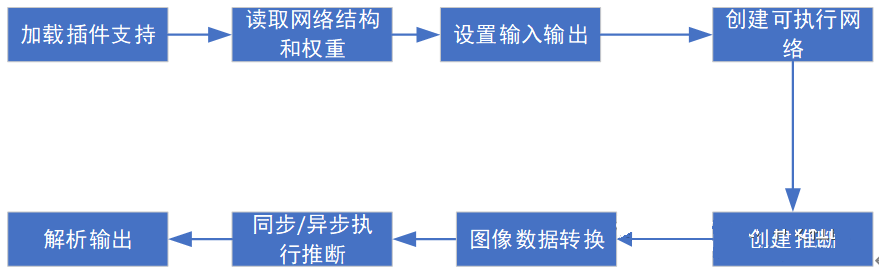 加载插件支持
读取网络结构
和权重
设置输入输出
创建可执行网
络
创建推断
图像数据转换
同步/异步执
行推断
解析输出